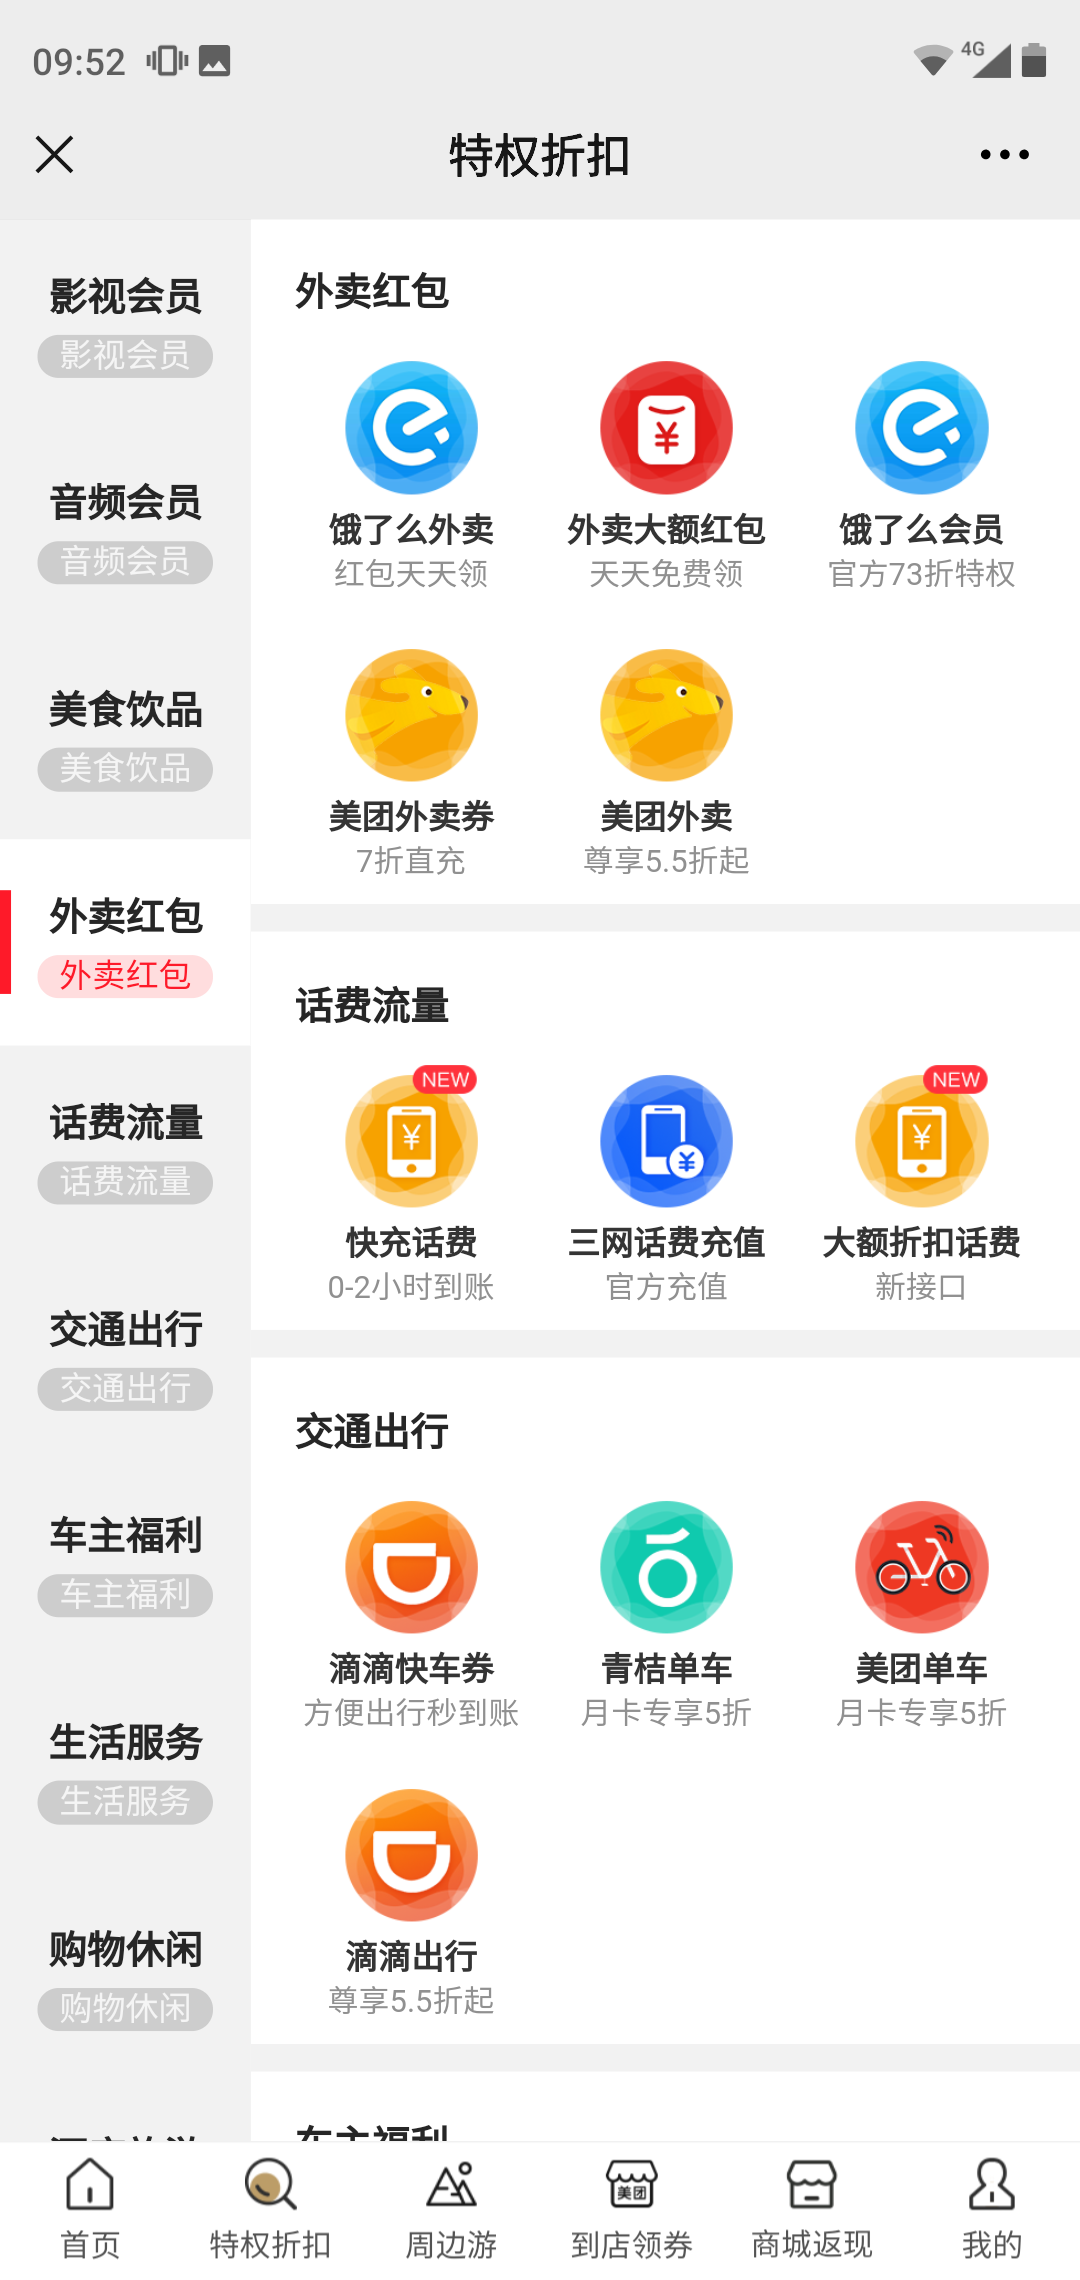 09:52
4G
特权折扣
影视会员
影视会员
音频会员
音频会员
美食饮品
美食饮品
外卖红包
外卖红包
话费流量
话费流量
交通出行
交通出行
车主福利
车主福利
生活服务
生活服务
购物休闲
购物休闲
外卖红包
饿了么外卖
红包天天领
外卖大额红包
天天免费领
饿了么会员
官方73折特权
美团外卖券
7折直充
美团外卖
尊享5.5折起
话费流量
NEW
快充话费
0-2小时到账
三网话费充值
官方充值
NEW
大额折扣话费
新接口
交通出行
滴滴快车券
方便出行秒到账
青桔单车
月卡专享5折
美团单车
月卡专享5折
滴滴出行
尊享5.5折起
车主福利
首页
特权折扣
周边游
美团
到店领券
商城返现
我的